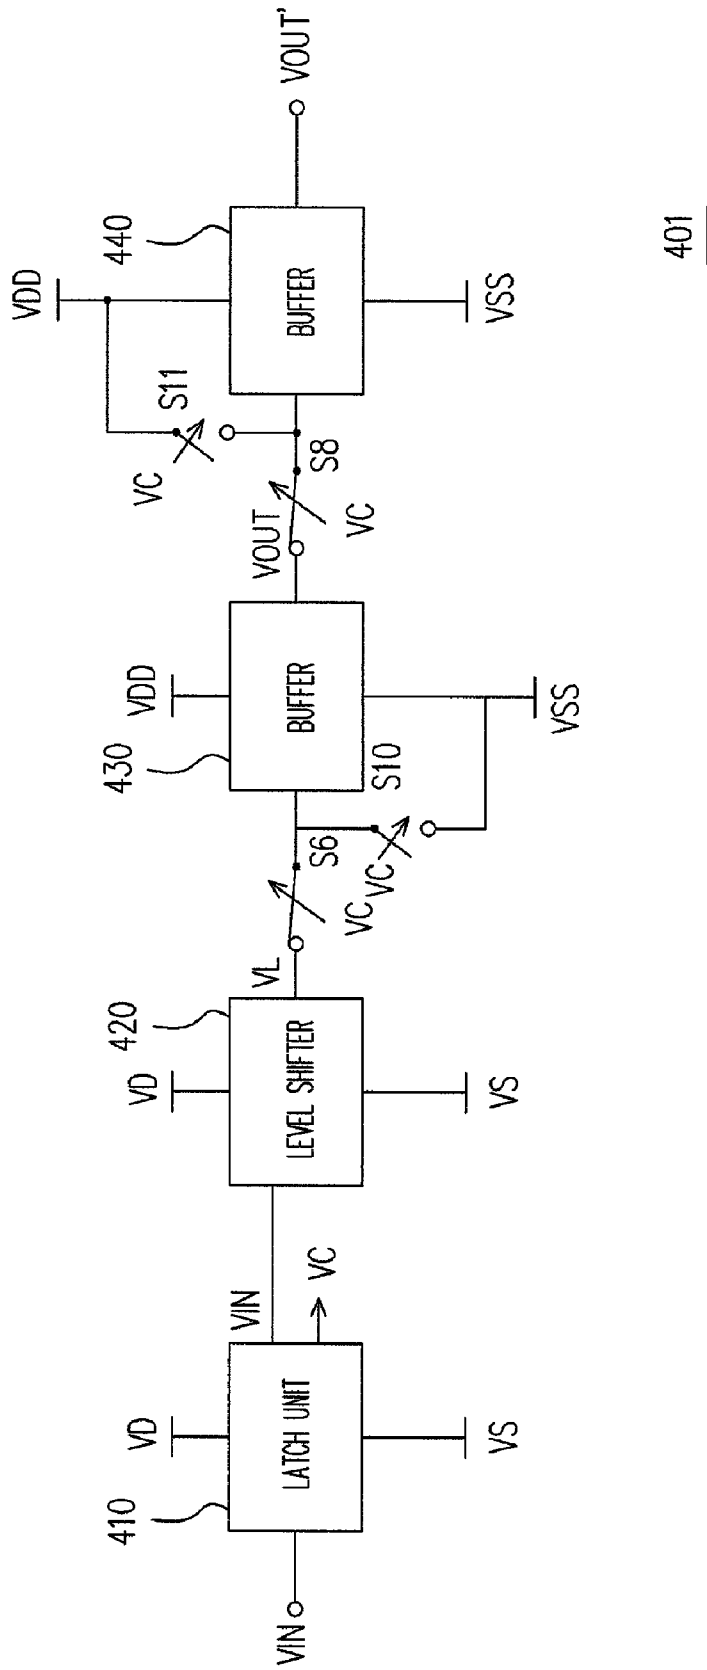 VIN
410
VD
LATCH UNIT
VS
VIN
VC
420
VD
LEVEL SHIFTER
VS
VL
S6
VC
VC
S10
430
VDD
BUFFER
VSS
VOUT
S8
VC
VC
S11
VDD
440
BUFFER
VSS
VOUT'
401